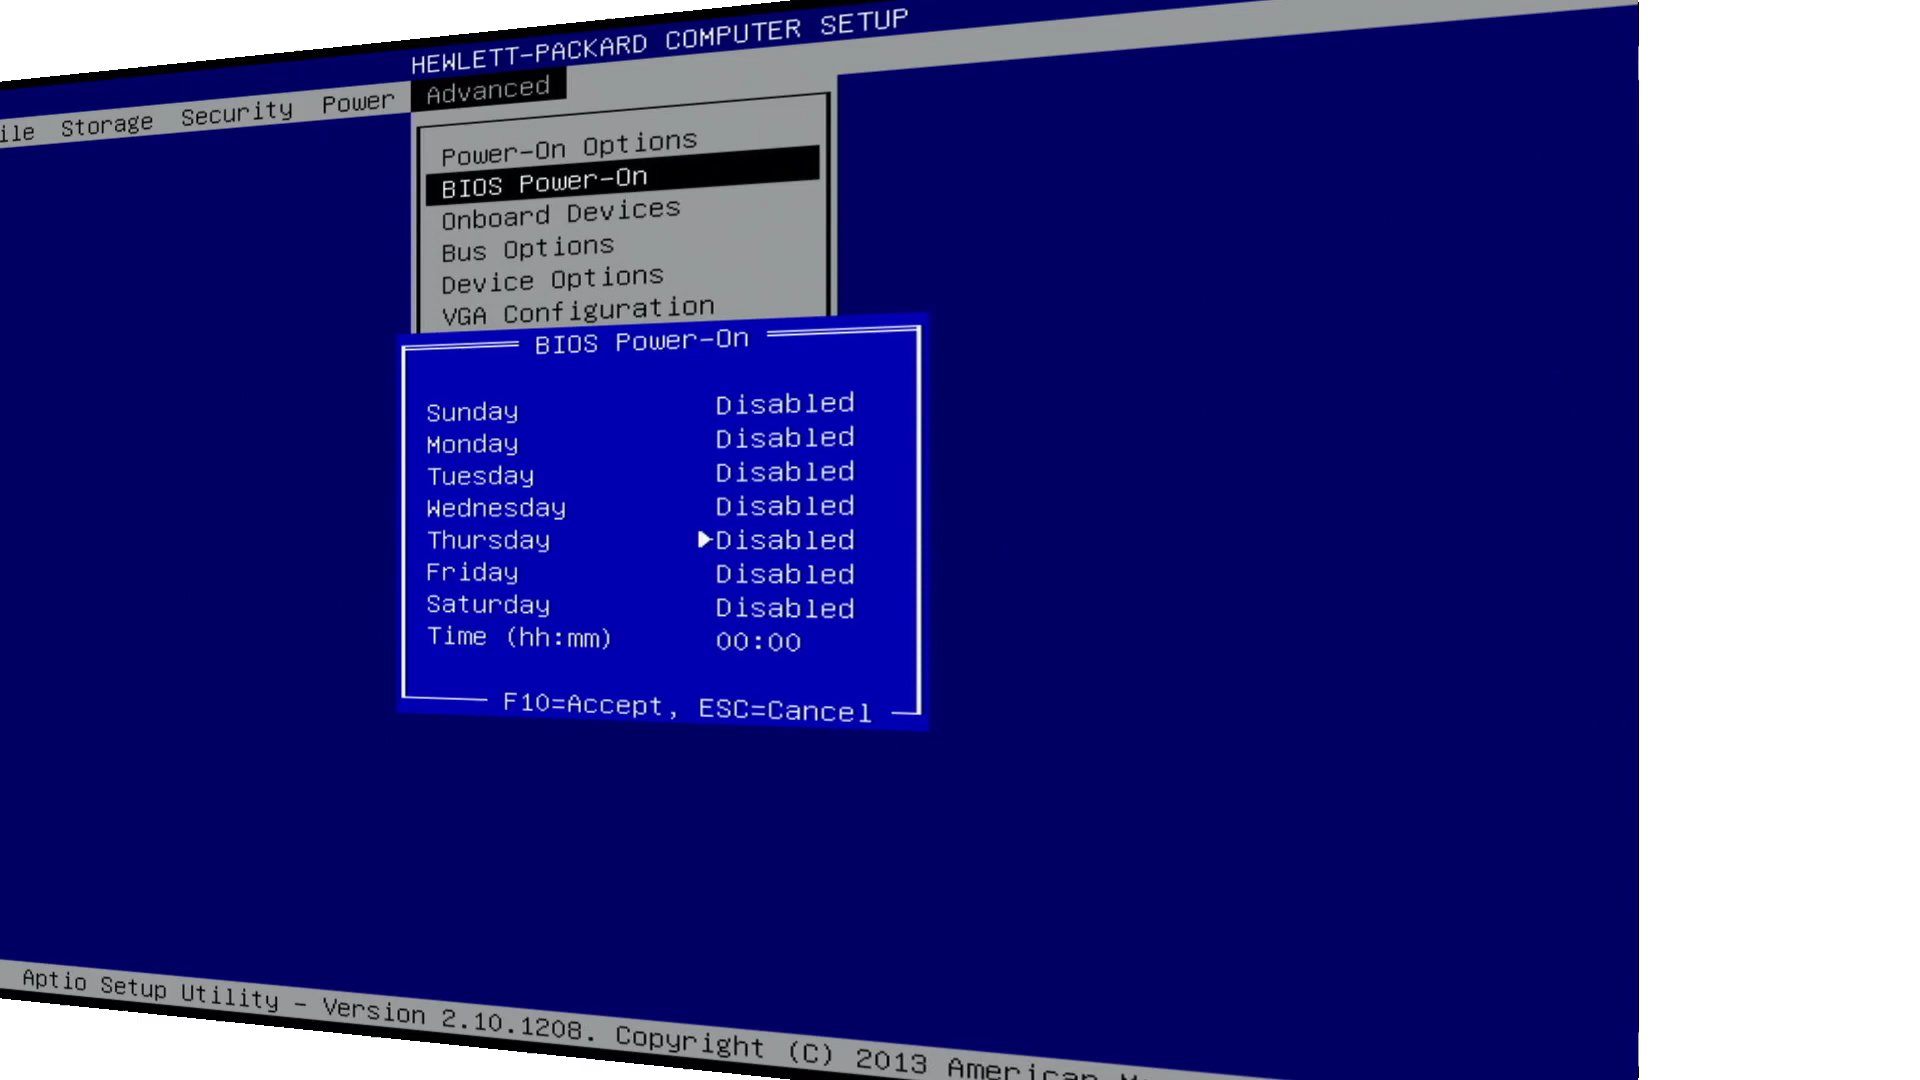 HEWLETT-PACKARD COMPUTER SETUP
Storage Security Power Advanced
Power-On Options
BIOS Power-On
Onboard Devices
Bus Options
Device Options
VGA Configuration
BIOS Power-On
Sunday Disabled
Monday Disabled
Tuesday Disabled
Wednesday Disabled
Thursday ▶Disabled
Friday Disabled
Saturday Disabled
Time (hh:mm) 00:00
F10=Accept, ESC=Cancel
Aptio Setup Utility - Version 2.10.1208. Copyright (C) 2013 American